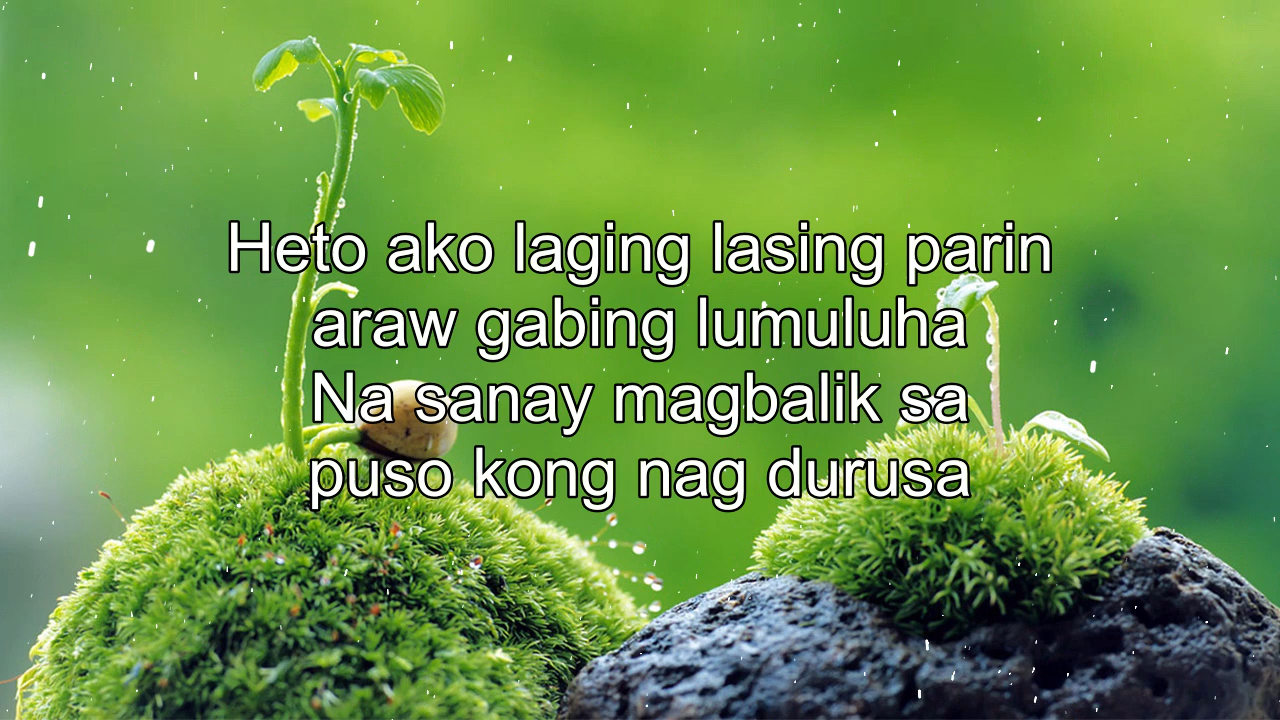 Heto ako laging lasing parin
araw gabing lumuluha
Na sanay magbalik sa
puso kong nag durusa